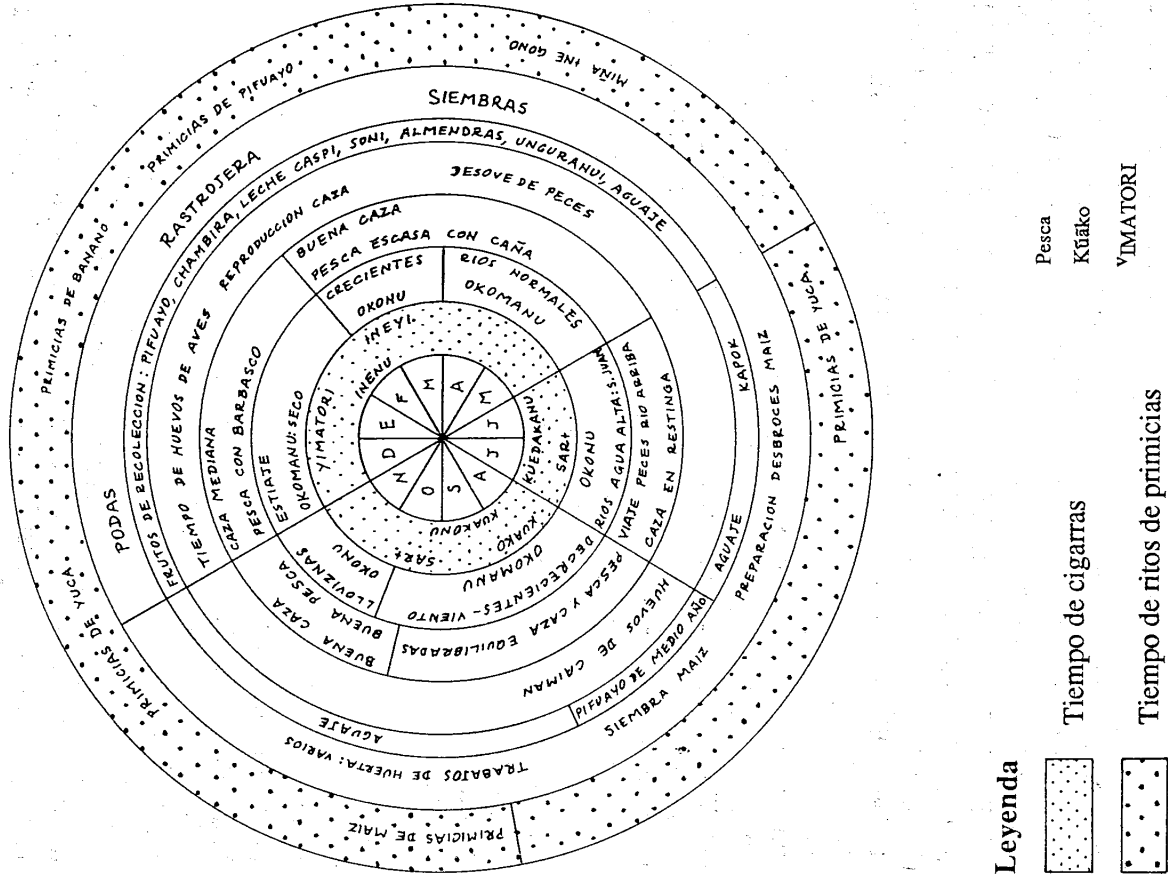 PRIMICIAS DE YUCA
PRIMICIAS DE BANANO
PRIMICIAS DE PIFUAYO
MIÑA INE GONO
PRIMICIAS DE YUCA
PRIMICIAS DE MAIZ
PODAS
RASTROJERA
SIEMBRAS
PREPARACION DESBROCES MAIZ
SIEMBRA MAIZ
TRABAJOS DE HUERTA: VARIOS
FRUTOS DE RECOLECCION: PIFUAYO, CHAMBIRA, LECHE CASPI, SONI, ALMENDRAS, UNGURAHUI, AGUAJE
KAPOK
AGUAJE
PIFUAYO DE MEDIO AÑO
AGUAJE
TIEMPO DE HUEVOS DE AVES REPRODUCCION CAZA
DESOVE DE PECES
HUEVOS DE CAIMAN
CAZA MEDIANA
PESCA CON BARBASCO
BUENA CAZA
PESCA ESCASA CON CAÑA
VIAJE PECES RIO ARRIBA
CAZA EN RESTINGA
PESCA Y CAZA EQUILIBRADAS
BUENA CAZA
BUENA PESCA
ESTIAJE
OKOMANU: SECO
CRECIENTES
OKONU
RIOS NORMALES
OKOMANU
RIOS AGUA ALTA: S. JUAN
OKONU
DECRECIENTES - VIENTO
OKOMANU
LLOVIZNAS
OKONU
YIMATORI
INENU
INEYI
KUEDAKANU
SARɨ
KUAKO
KUAKONU
SARɨ
E
F
M
A
M
J
J
A
S
O
N
D
Leyenda
Tiempo de cigarras
Tiempo de ritos de primicias
Pesca
Kũãko
YIMATORI